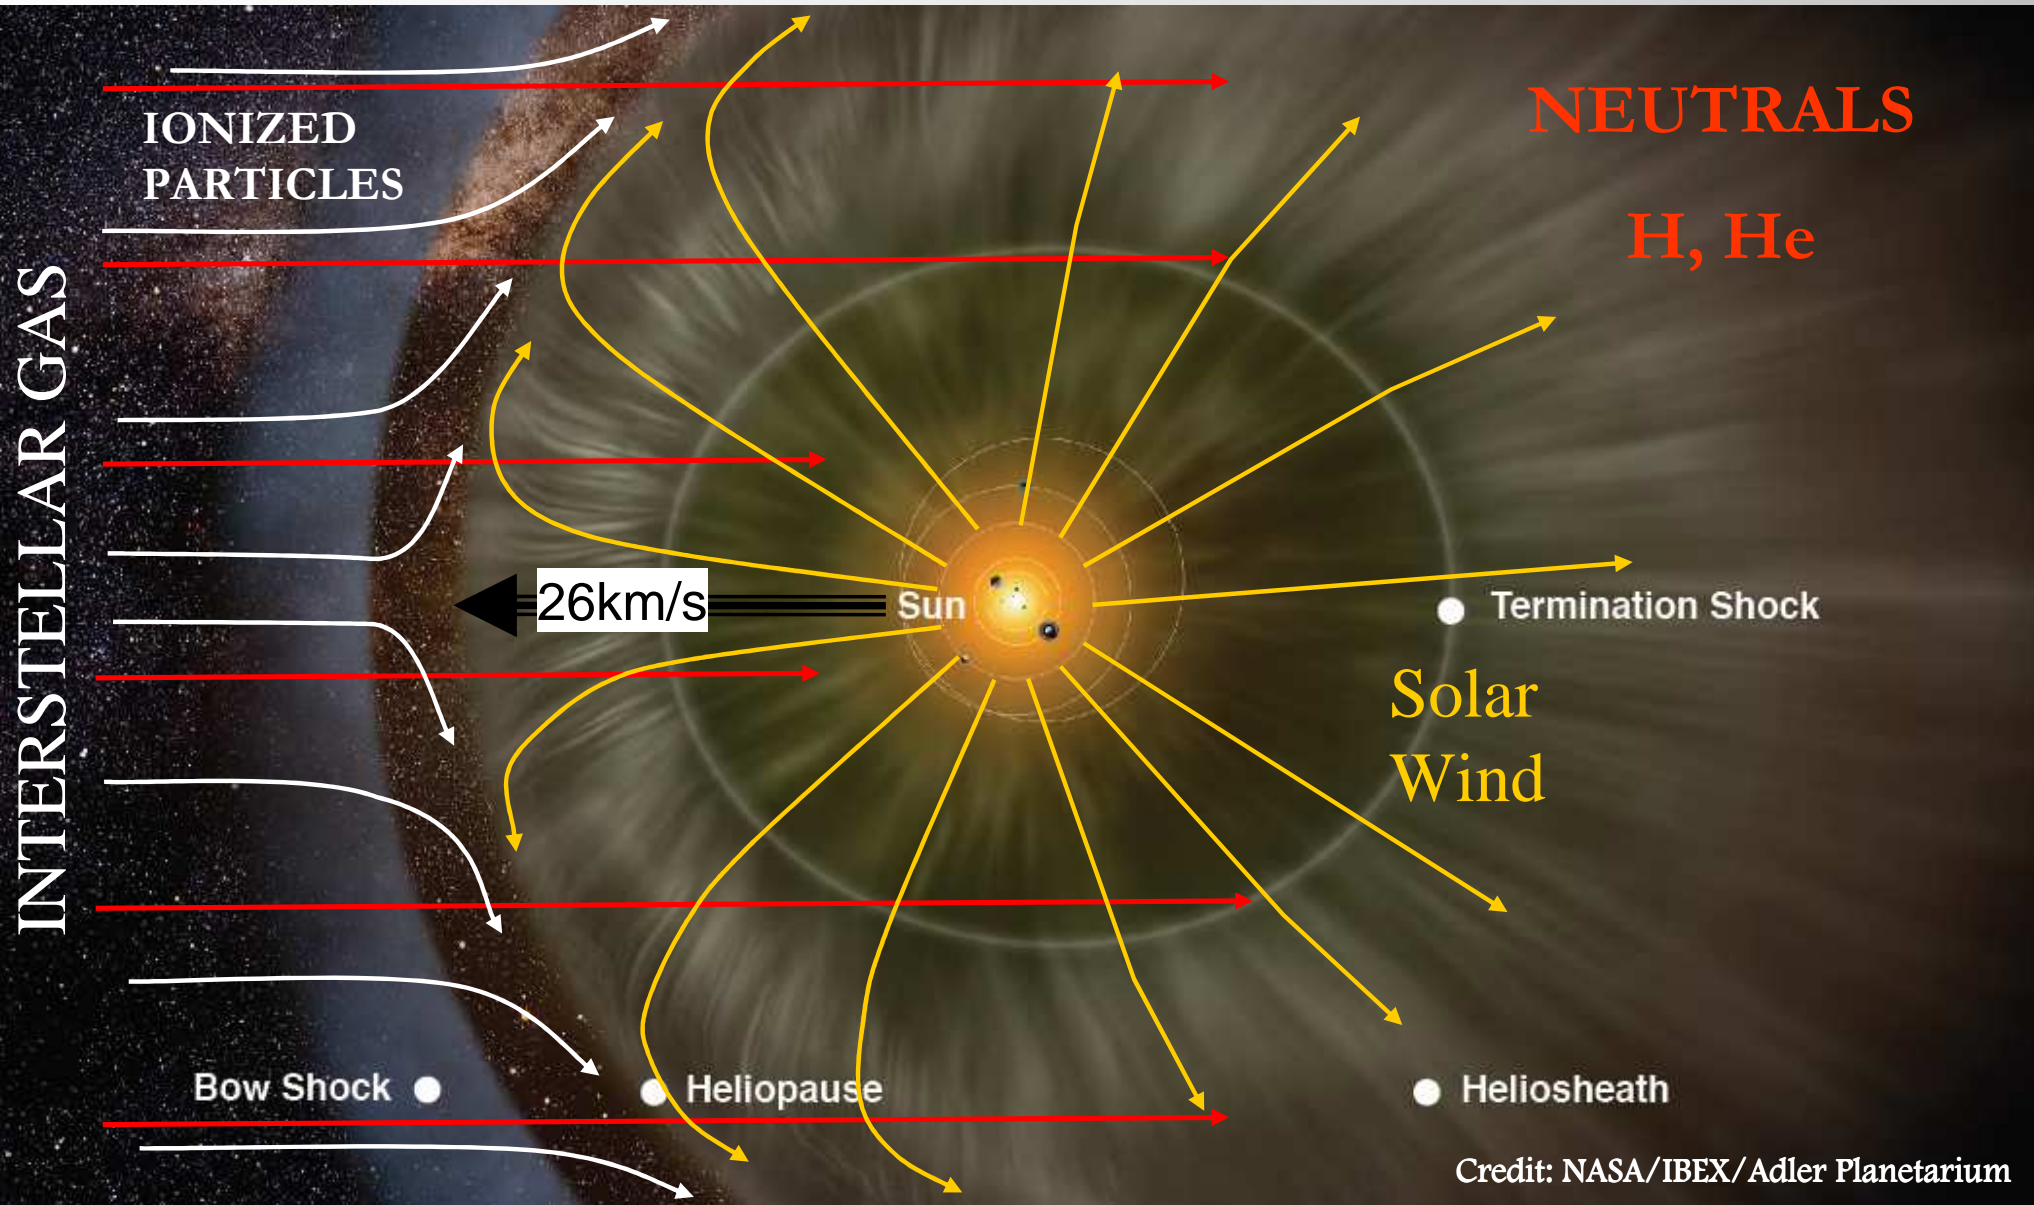 INTERSTELLAR GAS
IONIZED
PARTICLES
NEUTRALS
H, He
26km/s
Sun
Termination Shock
Solar
Wind
Bow Shock
Heliopause
Heliosheath
Credit: NASA/IBEX/Adler Planetarium